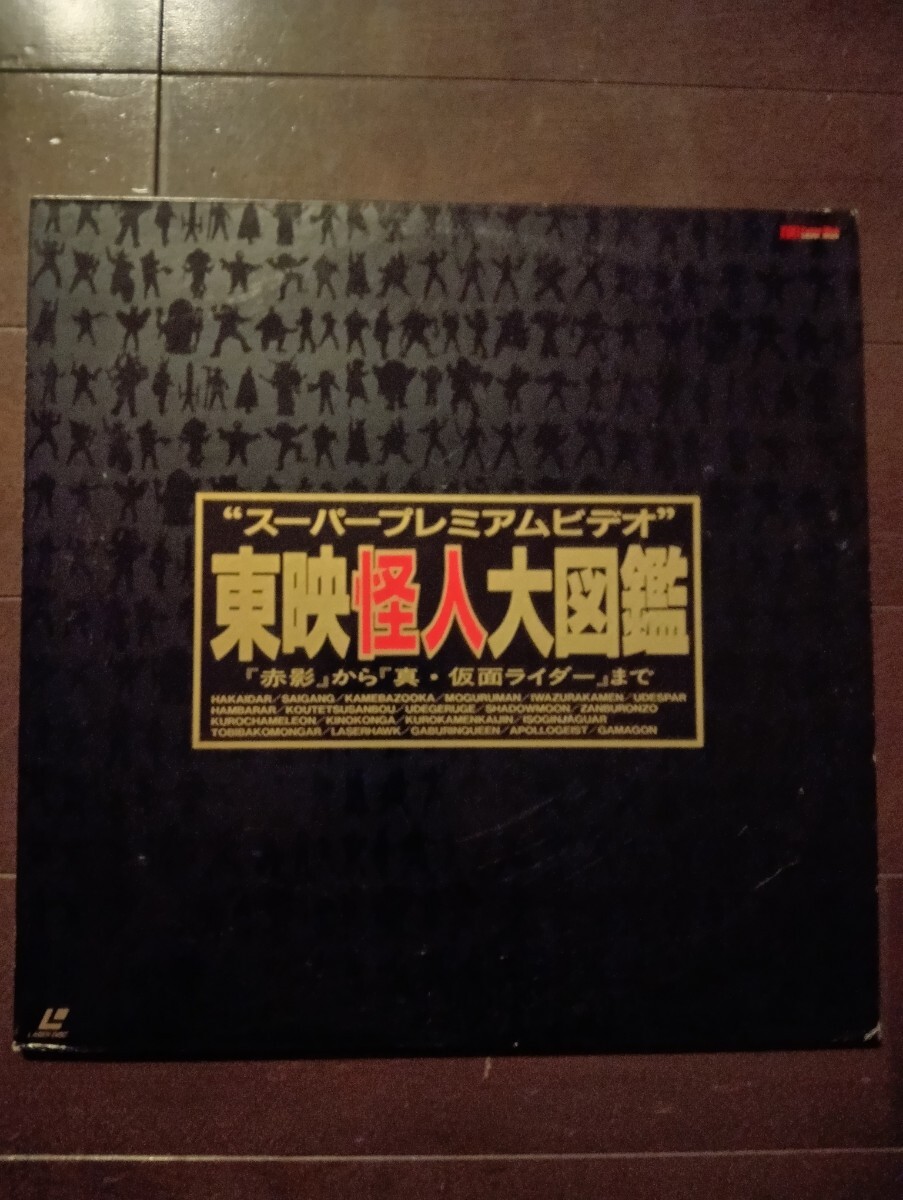 “スーパープレミアムビデオ”
東映怪人大図鑑
『赤影』から『真・仮面ライダー』まで
HAKAIDAR/SAIGANG/KAMEBAZOOKA/MOGURUMAN/IWAZURAKAMEN/UDESPAR
HAMBARAR/KOUTETSUSANBOU/UDEGERUGE/SHADOWMOON/ZANBURONZO
KUROCHAMELEON/KINOKONGA/KUROKAMENKAIJIN/ISOGINJAGUAR
TOBIBAKOMONGAR/LASERHAWK/GABURINQUEEN/APOLLOGEIST/GAMAGON
LASER DISC